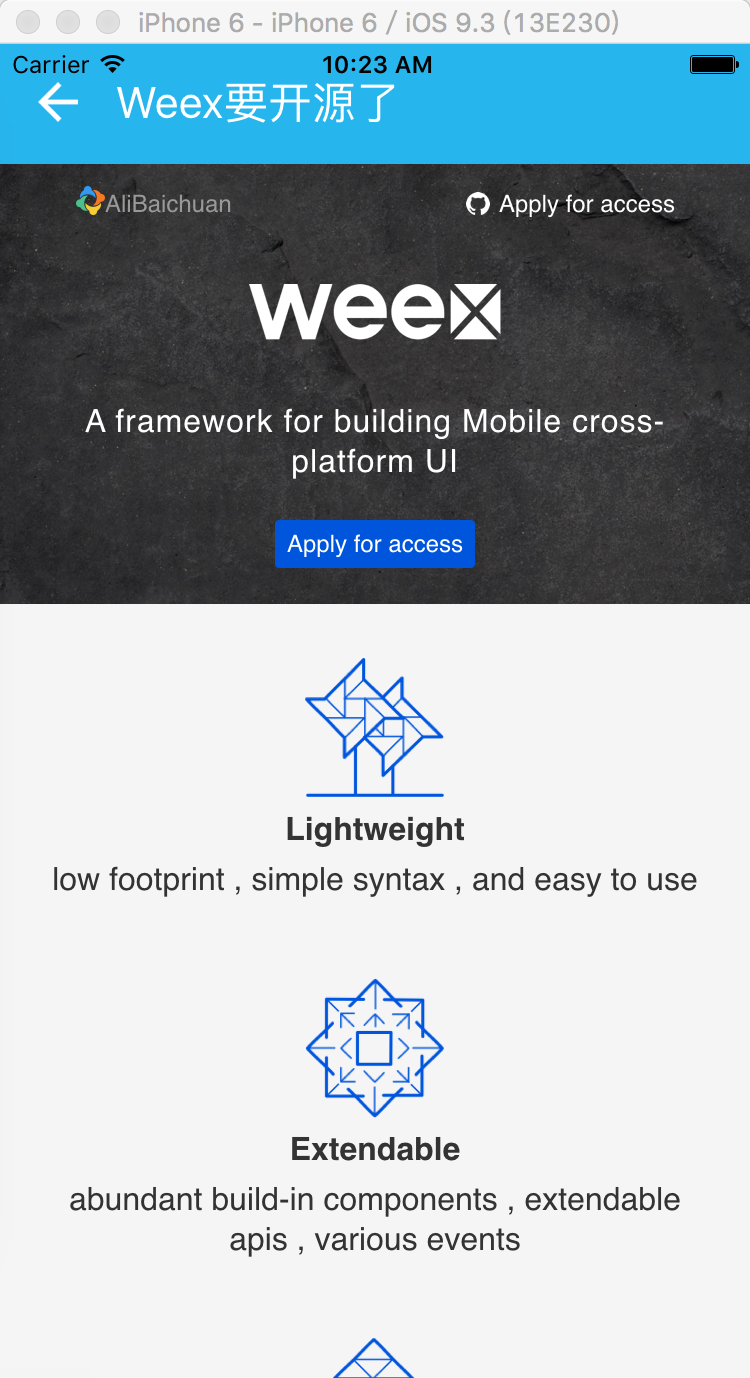 iPhone 6 - iPhone 6 / iOS 9.3 (13E230)
Carrier 10:23 AM
Weex要开源了
AliBaichuan Apply for access
weex
A framework for building Mobile cross-
platform UI
Apply for access
Lightweight
low footprint , simple syntax , and easy to use
Extendable
abundant build-in components , extendable
apis , various events